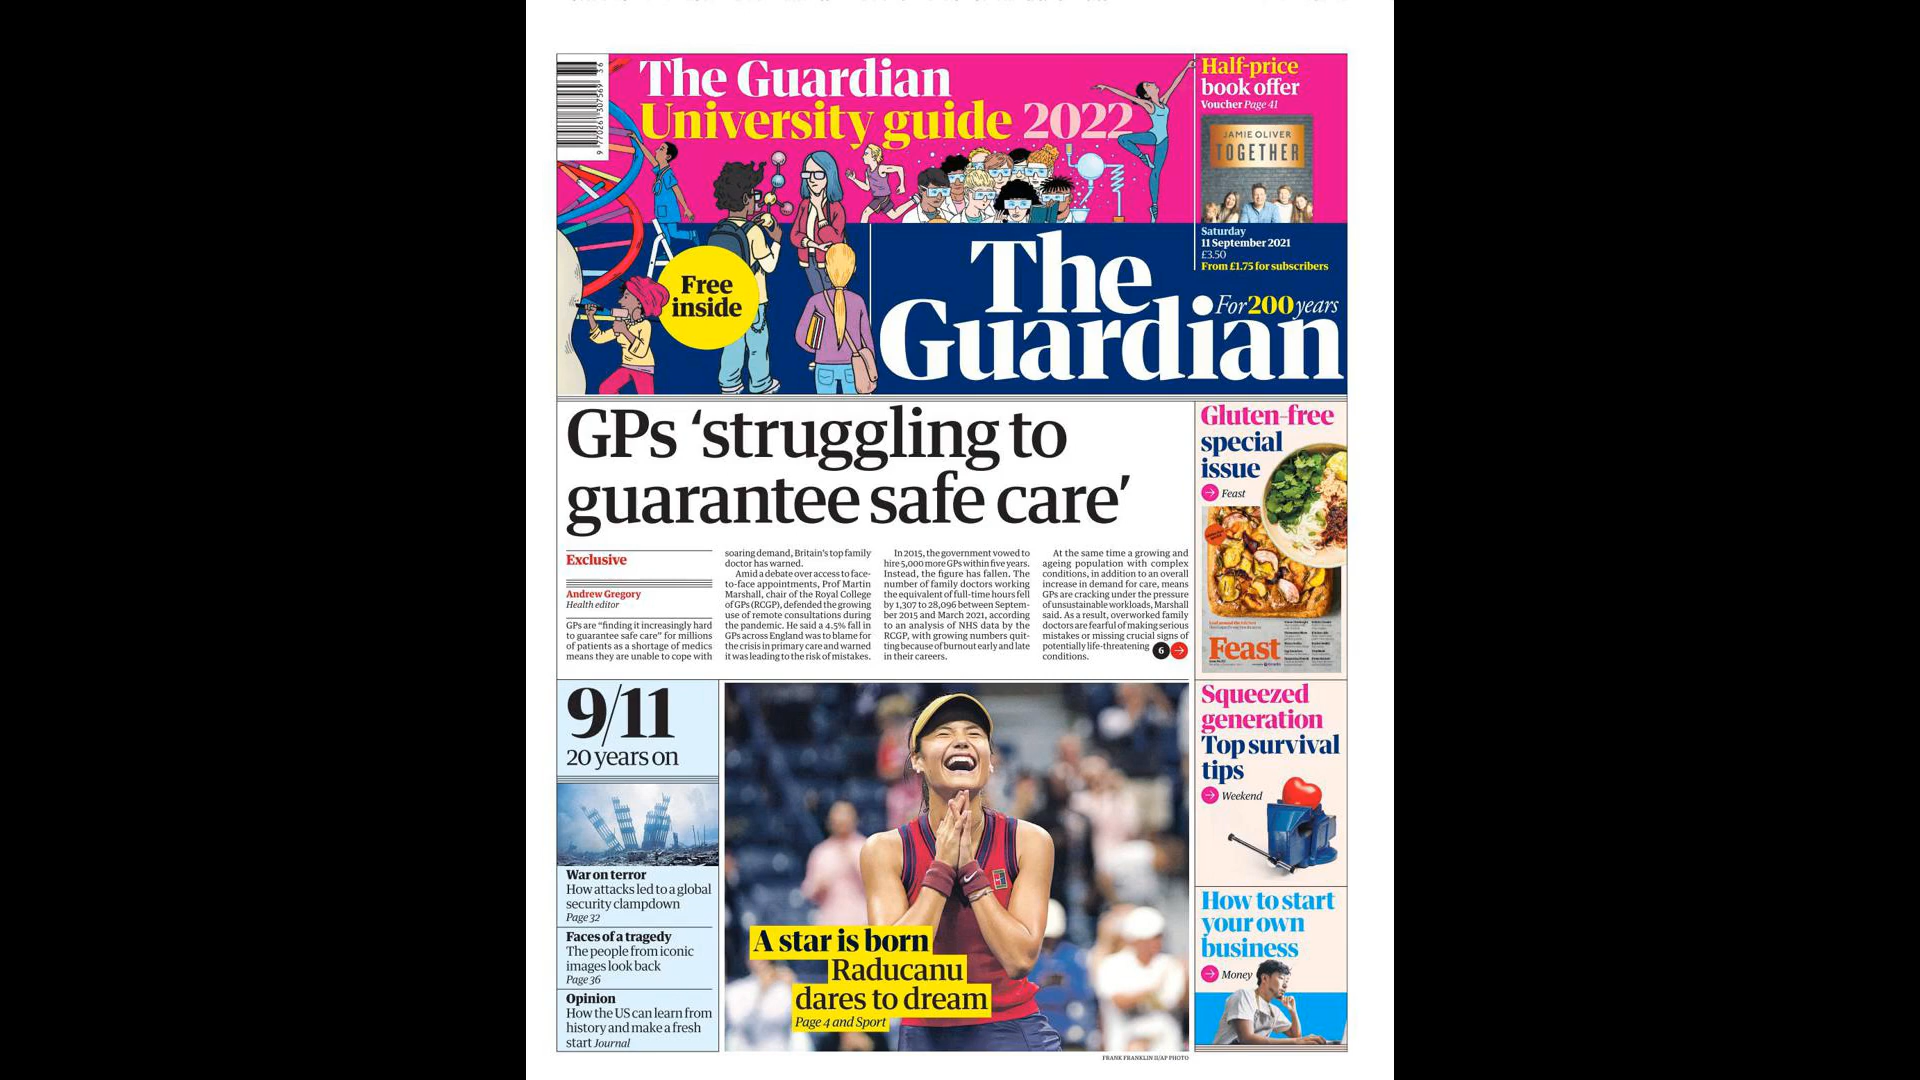 The Guardian
University guide 2022
Free
inside
9 770261 307569
36
Half-price
book offer
Voucher Page 41
JAMIE OLIVER
TOGETHER
Saturday
11 September 2021
£3.50
From £1.75 for subscribers
The
Guardian
For 200 years
GPs ‘struggling to
guarantee safe care’
Exclusive
Andrew Gregory
Health editor
GPs are “finding it increasingly hard
to guarantee safe care” for millions
of patients as a shortage of medics
means they are unable to cope with
soaring demand, Britain's top family
doctor has warned.
Amid a debate over access to face-
to-face appointments, Prof Martin
Marshall, chair of the Royal College
of GPs (RCGP), defended the growing
use of remote consultations during
the pandemic. He said a 4.5% fall in
GPs across England was to blame for
the crisis in primary care and warned
it was leading to the risk of mistakes.
In 2015, the government vowed to
hire 5,000 more GPs within five years.
Instead, the figure has fallen. The
number of family doctors working
the equivalent of full-time hours fell
by 1,307 to 28,096 between Septem-
ber 2015 and March 2021, according
to an analysis of NHS data by the
RCGP, with growing numbers quit-
ting because of burnout early and late
in their careers.
At the same time a growing and
ageing population with complex
conditions, in addition to an overall
increase in demand for care, means
GPs are cracking under the pressure
of unsustainable workloads, Marshall
said. As a result, overworked family
doctors are fearful of making serious
mistakes or missing crucial signs of
potentially life-threatening
conditions.
6
Gluten-free
special
issue
Feast
Feast
9/11
20 years on
War on terror
How attacks led to a global
security clampdown
Page 32
Faces of a tragedy
The people from iconic
images look back
Page 36
Opinion
How the US can learn from
history and make a fresh
start Journal
A star is born
Raducanu
dares to dream
Page 4 and Sport
FRANK FRANKLIN II/AP PHOTO
Squeezed
generation
Top survival
tips
Weekend
How to start
your own
business
Money